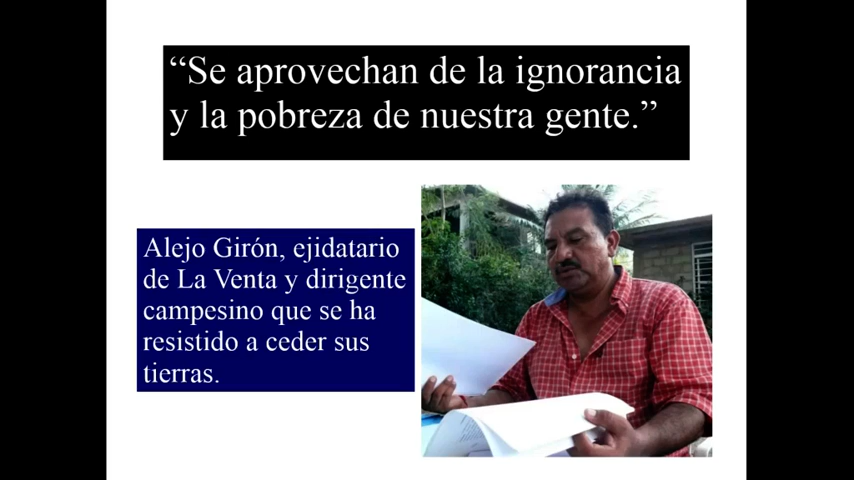 “Se aprovechan de la ignorancia
y la pobreza de nuestra gente.”
Alejo Girón, ejidatario
de La Venta y dirigente
campesino que se ha
resistido a ceder sus
tierras.